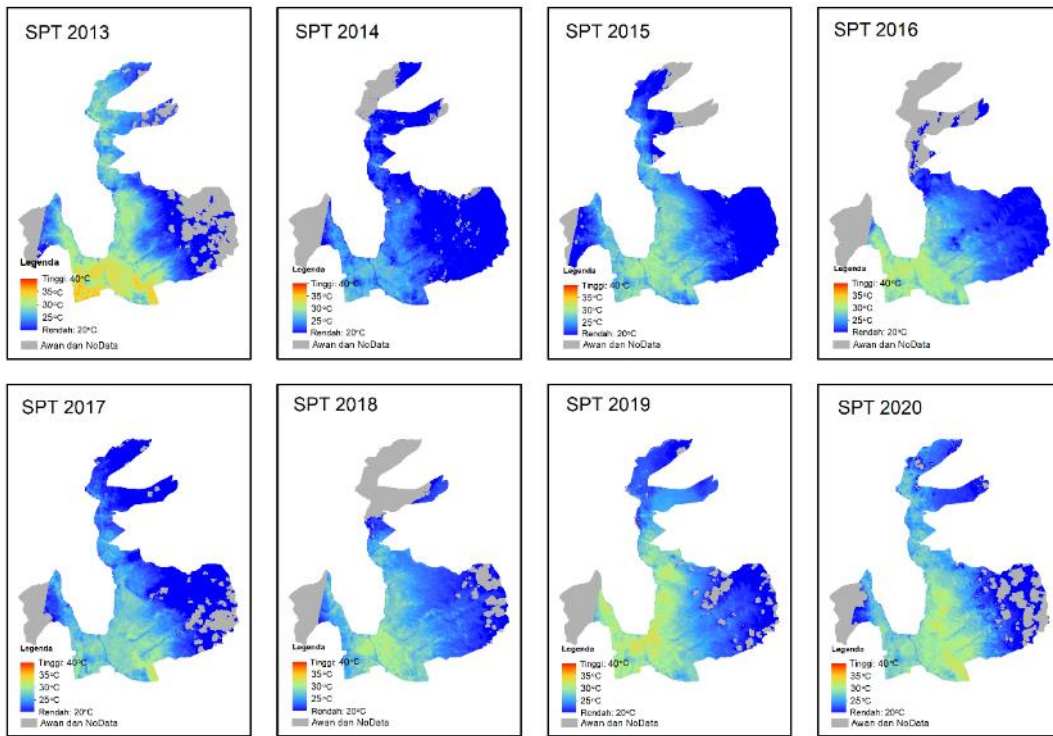 SPT 2013
Legenda
Tinggi: 40°C
35°C
30°C
25°C
Rendah: 20°C
Awan dan NoData
SPT 2014
Legenda
Tinggi: 40°C
35°C
30°C
25°C
Rendah: 20°C
Awan dan NoData
SPT 2015
Legenda
Tinggi: 40°C
35°C
30°C
25°C
Rendah: 20°C
Awan dan NoData
SPT 2016
Legenda
Tinggi: 40°C
35°C
30°C
25°C
Rendah: 20°C
Awan dan NoData
SPT 2017
Legenda
Tinggi: 40°C
35°C
30°C
25°C
Rendah: 20°C
Awan dan NoData
SPT 2018
Legenda
Tinggi: 40°C
35°C
30°C
25°C
Rendah: 20°C
Awan dan NoData
SPT 2019
Legenda
Tinggi: 40°C
35°C
30°C
25°C
Rendah: 20°C
Awan dan NoData
SPT 2020
Legenda
Tinggi: 40°C
35°C
30°C
25°C
Rendah: 20°C
Awan dan NoData